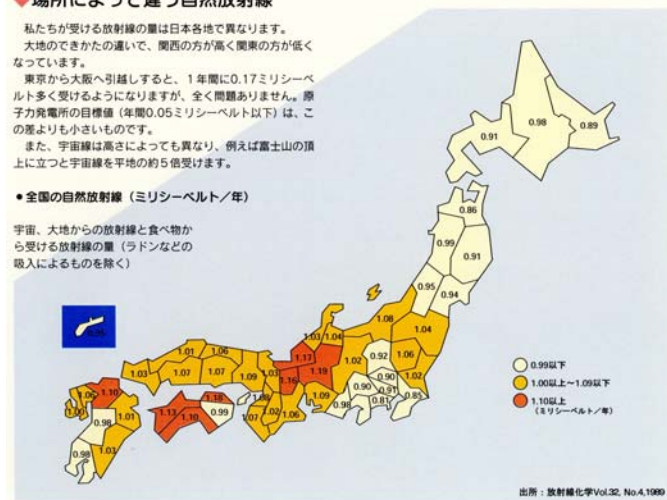 場所によって違う自然放射線
私たちが受ける放射線の量は日本各地で異なります。
大地のできかたの違いで、関西の方が高く関東の方が低く
なっています。
東京から大阪へ引越しすると、1年間に0.17ミリシーベ
ルト多く受けるようになりますが、全く問題ありません。原
子力発電所の目標値（年間0.05ミリシーベルト以下）は、こ
の差よりも小さいものです。
また、宇宙線は高さによっても異なり、例えば富士山の頂
上に立つと宇宙線を平地の約5倍受けます。
●全国の自然放射線（ミリシーベルト／年）
宇宙、大地からの放射線と食べ物か
ら受ける放射線の量（ラドンなどの
吸入によるものを除く）
0.91
0.98
0.89
0.86
0.99
0.91
0.95
0.94
1.08
1.04
1.03
1.04
1.17
1.02
0.92
1.06
1.16
1.19
0.90
0.90
0.91
1.02
0.81
0.85
0.98
1.09
1.01
1.06
1.03
1.07
1.07
1.09
1.03
1.08
1.02
1.06
1.07
1.18
1.13
1.10
0.99
1.10
1.06
1.01
0.98
1.03
0.98
0.99以下
1.00以上～1.09以下
1.10以上
（ミリシーベルト／年）
出所：放射線化学Vol.32, No.4,1989